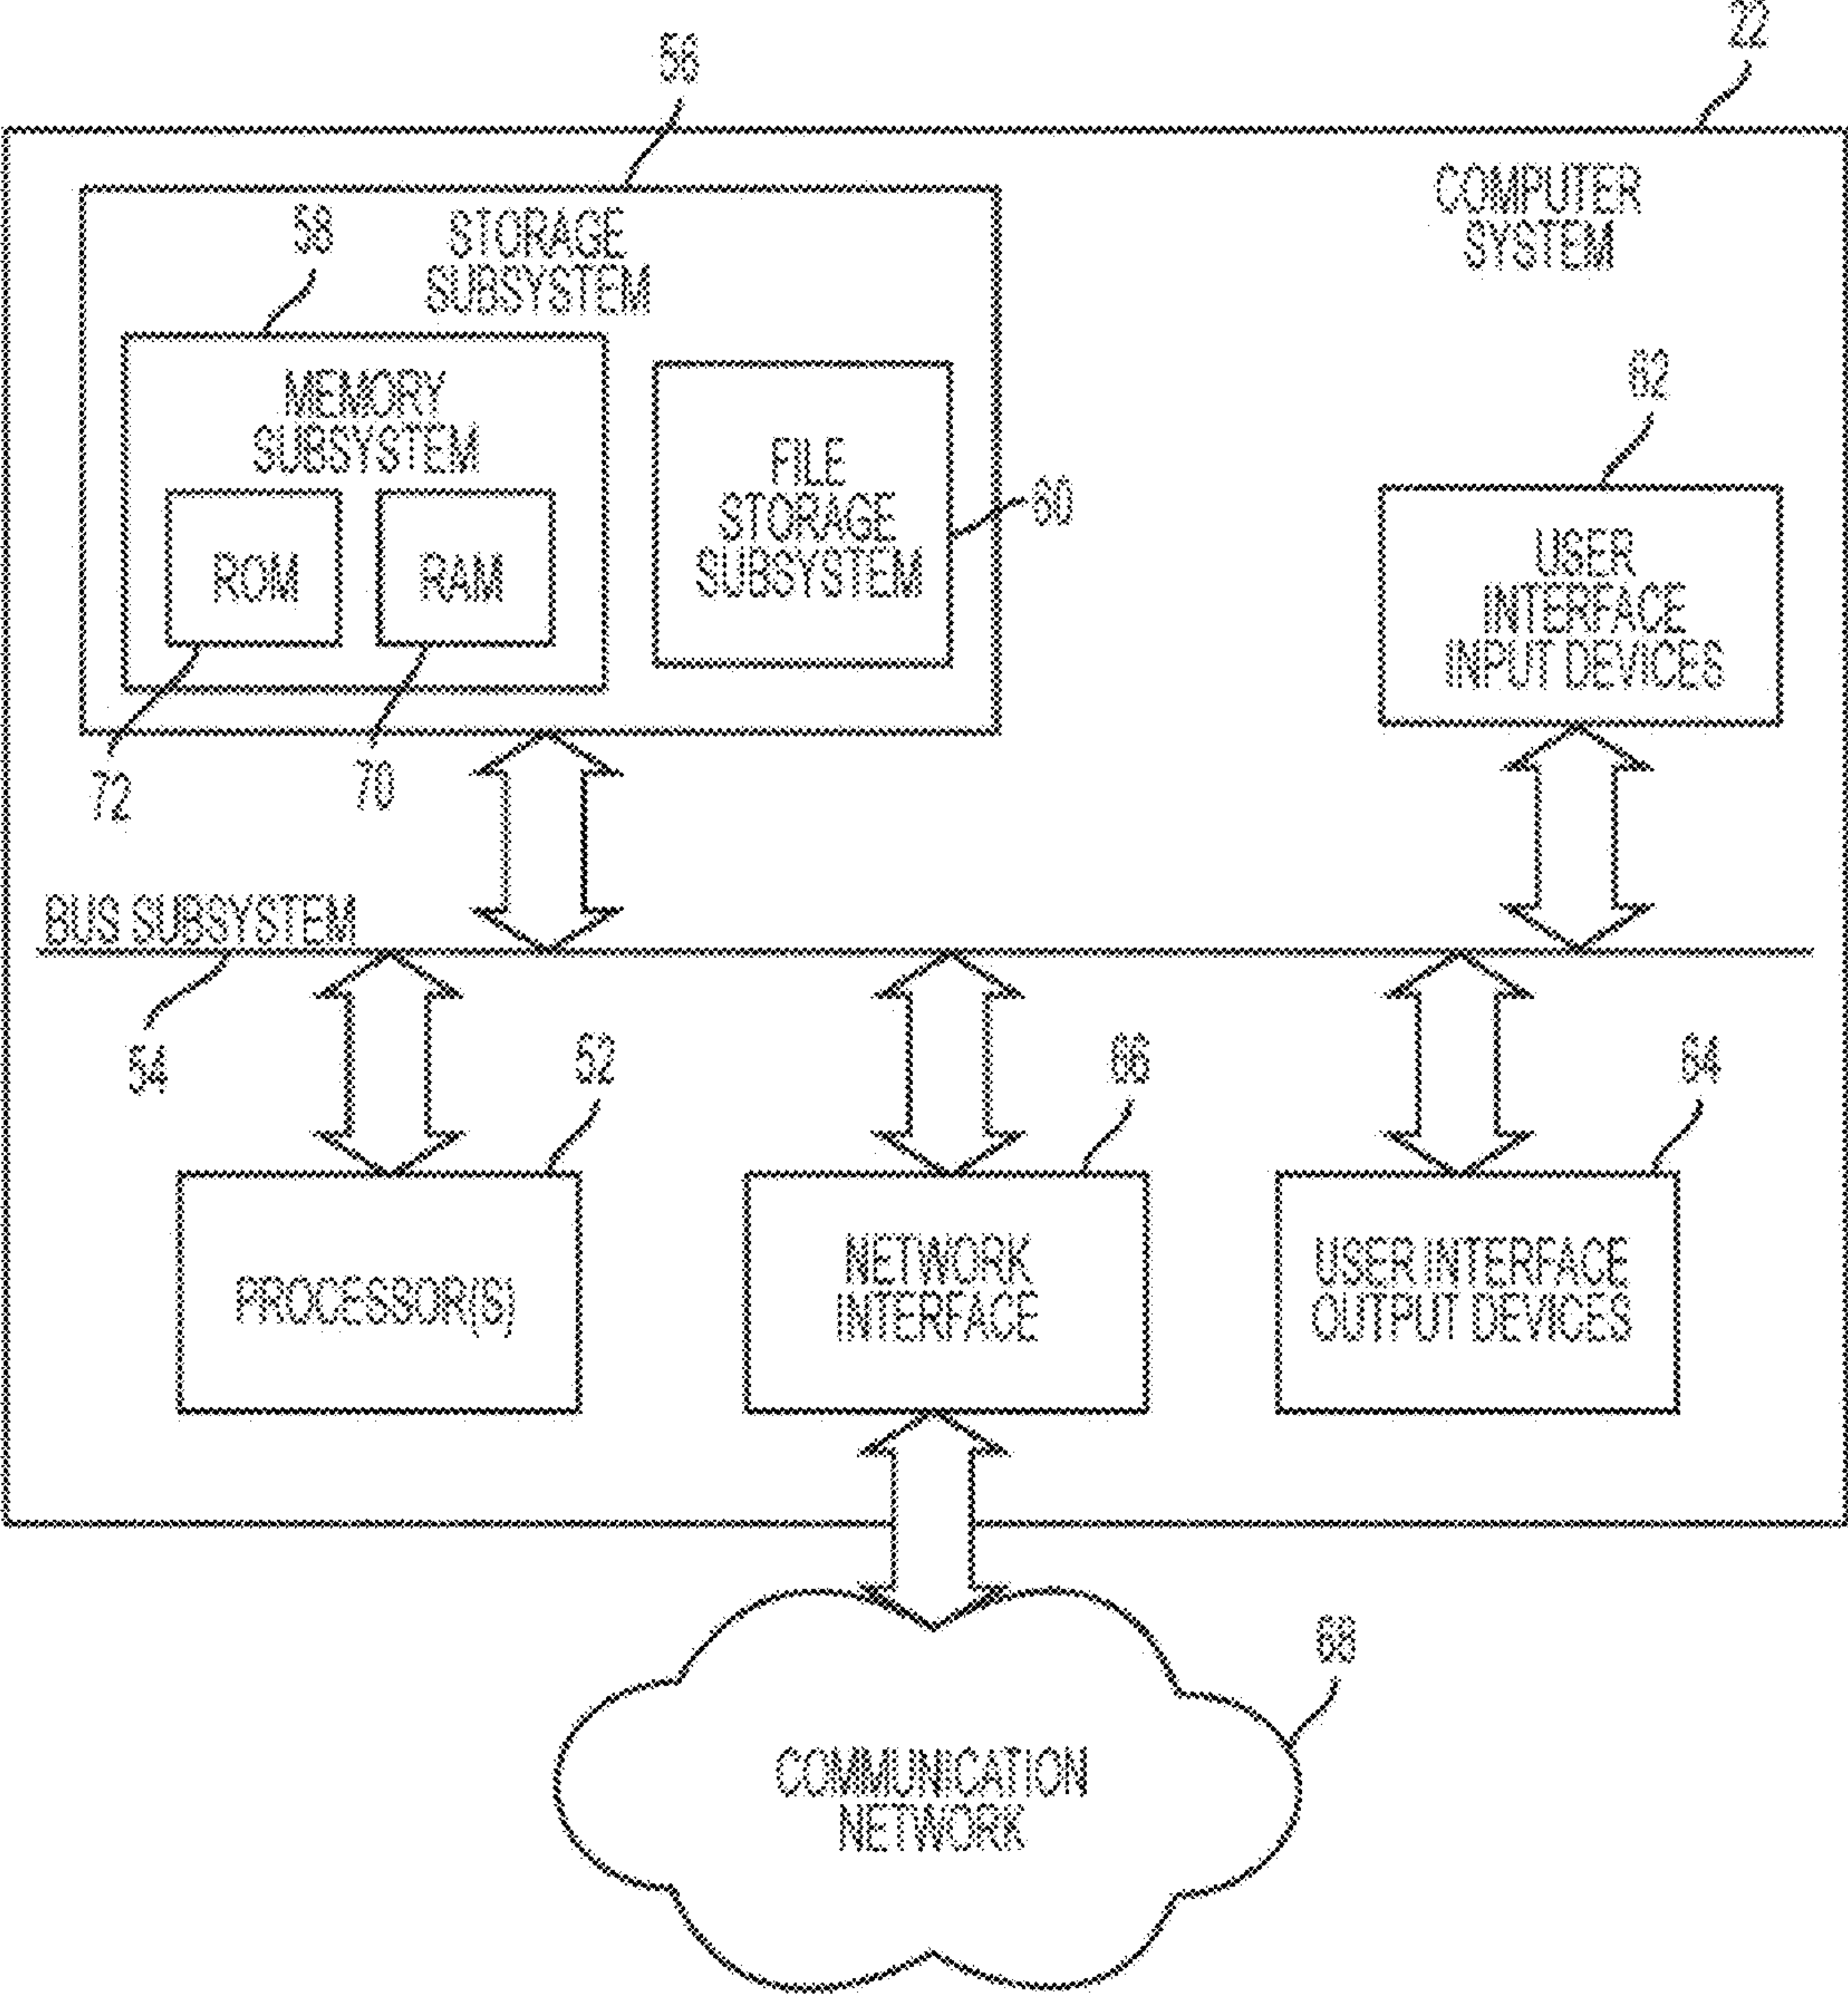 22
56
58
STORAGE
SUBSYSTEM
COMPUTER
SYSTEM
MEMORY
SUBSYSTEM
ROM
RAM
FILE
STORAGE
SUBSYSTEM
60
62
USER
INTERFACE
INPUT DEVICES
72
70
BUS SUBSYSTEM
54
52
66
64
PROCESSOR(S)
NETWORK
INTERFACE
USER INTERFACE
OUTPUT DEVICES
68
COMMUNICATION
NETWORK